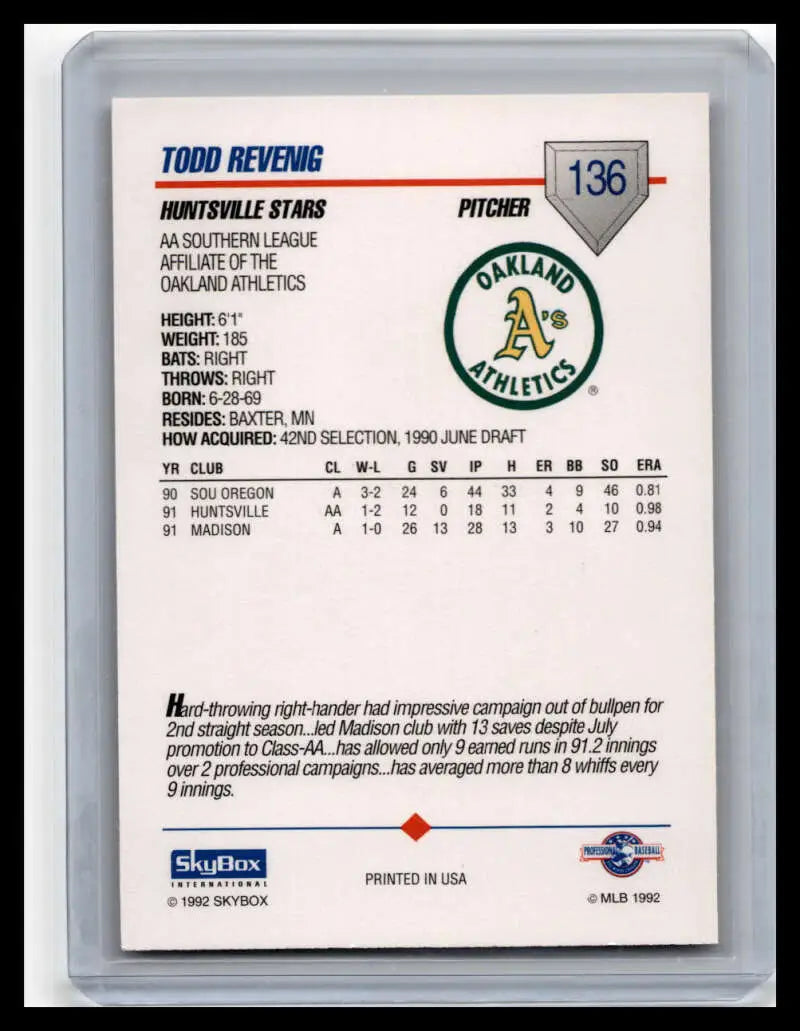 TODD REVENIG
136
HUNTSVILLE STARS
PITCHER
AA SOUTHERN LEAGUE
AFFILIATE OF THE
OAKLAND ATHLETICS
OAKLAND
A's
ATHLETICS
®
HEIGHT: 6'1"
WEIGHT: 185
BATS: RIGHT
THROWS: RIGHT
BORN: 6-28-69
RESIDES: BAXTER, MN
HOW ACQUIRED: 42ND SELECTION, 1990 JUNE DRAFT
YR CLUB CL W-L G SV IP H ER BB SO ERA
90 SOU OREGON A 3-2 24 6 44 33 4 9 46 0.81
91 HUNTSVILLE AA 1-2 12 0 18 11 2 4 10 0.98
91 MADISON A 1-0 26 13 28 13 3 10 27 0.94
Hard-throwing right-hander had impressive campaign out of bullpen for
2nd straight season...led Madison club with 13 saves despite July
promotion to Class-AA...has allowed only 9 earned runs in 91.2 innings
over 2 professional campaigns...has averaged more than 8 whiffs every
9 innings.
SkyBox
INTERNATIONAL
© 1992 SKYBOX
PRINTED IN USA
PROFESSIONAL BASEBALL
© MLB 1992